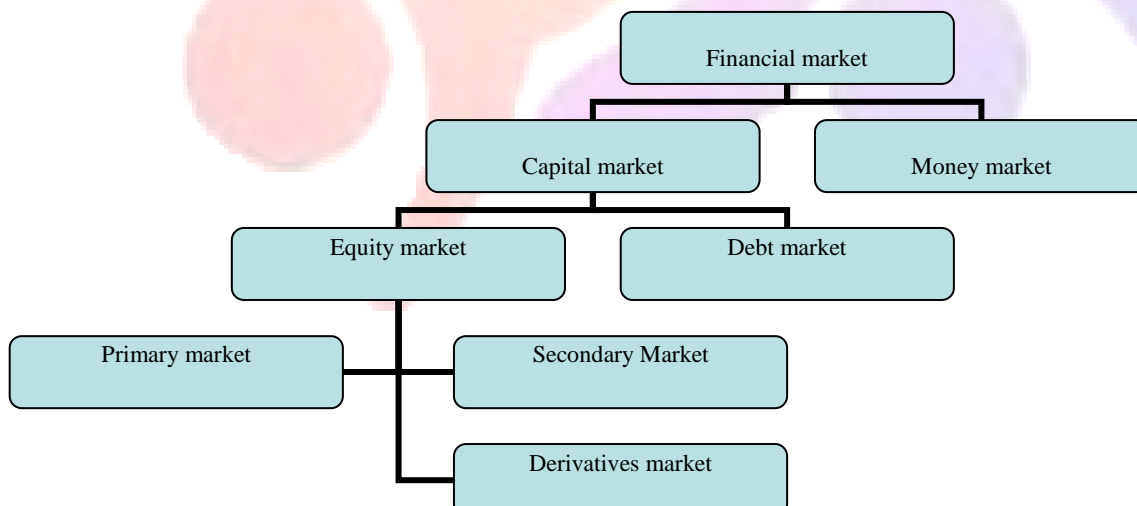 Financial market
Capital market
Money market
Equity market
Debt market
Primary market
Secondary Market
Derivatives market